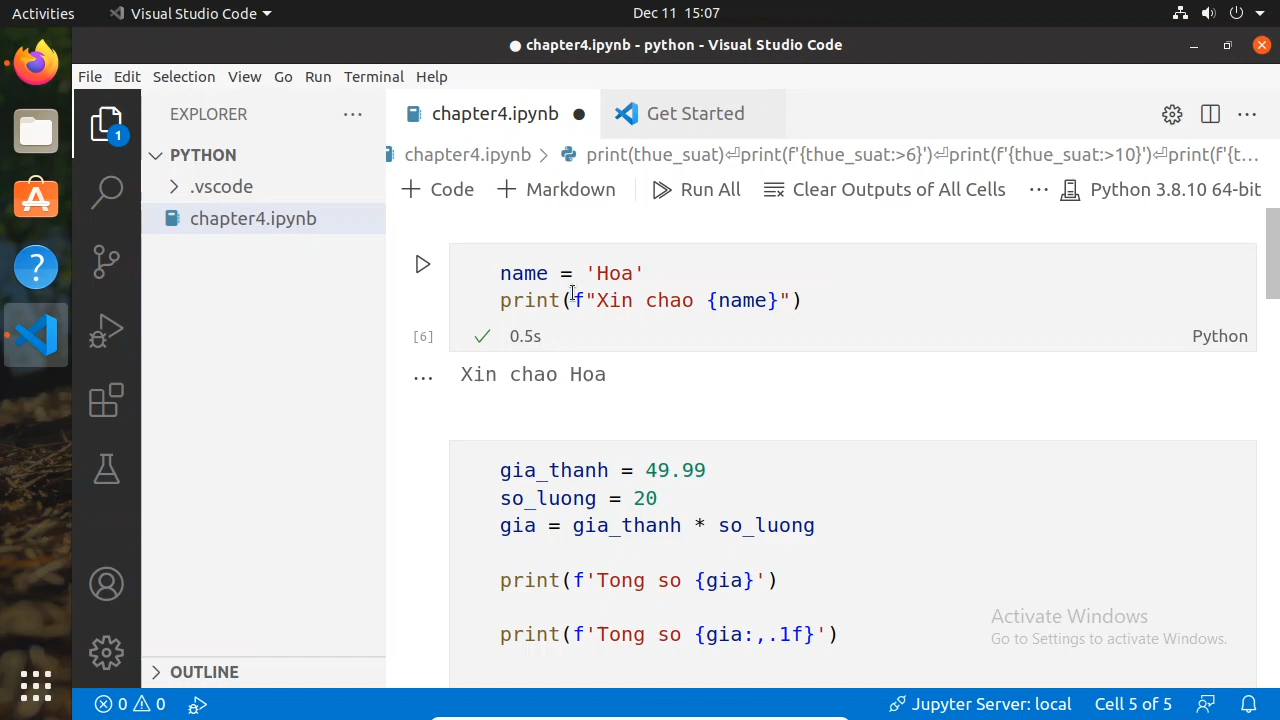 Activities
Visual Studio Code
Dec 11 15:07
● chapter4.ipynb - python - Visual Studio Code
File Edit Selection View Go Run Terminal Help
EXPLORER
chapter4.ipynb
Get Started
1
PYTHON
chapter4.ipynb > print(thue_suat)⏎print(f'{thue_suat:>6}')⏎print(f'{thue_suat:>10}')⏎print(f'{t...
.vscode
chapter4.ipynb
+ Code + Markdown Run All Clear Outputs of All Cells ... Python 3.8.10 64-bit
name = 'Hoa'
print(f"Xin chao {name}")
[6] ✓ 0.5s Python
... Xin chao Hoa
gia_thanh = 49.99
so_luong = 20
gia = gia_thanh * so_luong
print(f'Tong so {gia}')
print(f'Tong so {gia:,.1f}')
Activate Windows
Go to Settings to activate Windows.
OUTLINE
0 0 Jupyter Server: local Cell 5 of 5